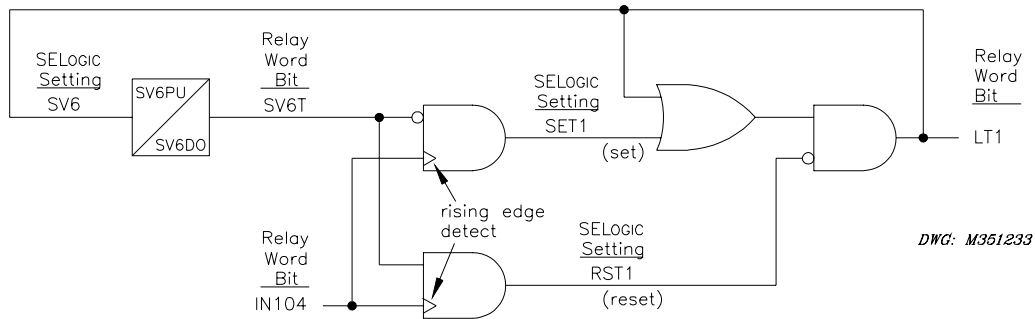 SELOGIC
Setting
SV6
SV6PU
SV6DO
Relay
Word
Bit
SV6T
SELOGIC
Setting
SET1
(set)
Relay
Word
Bit
LT1
rising edge
detect
Relay
Word
Bit
IN104
SELOGIC
Setting
RST1
(reset)
DWG: M351233